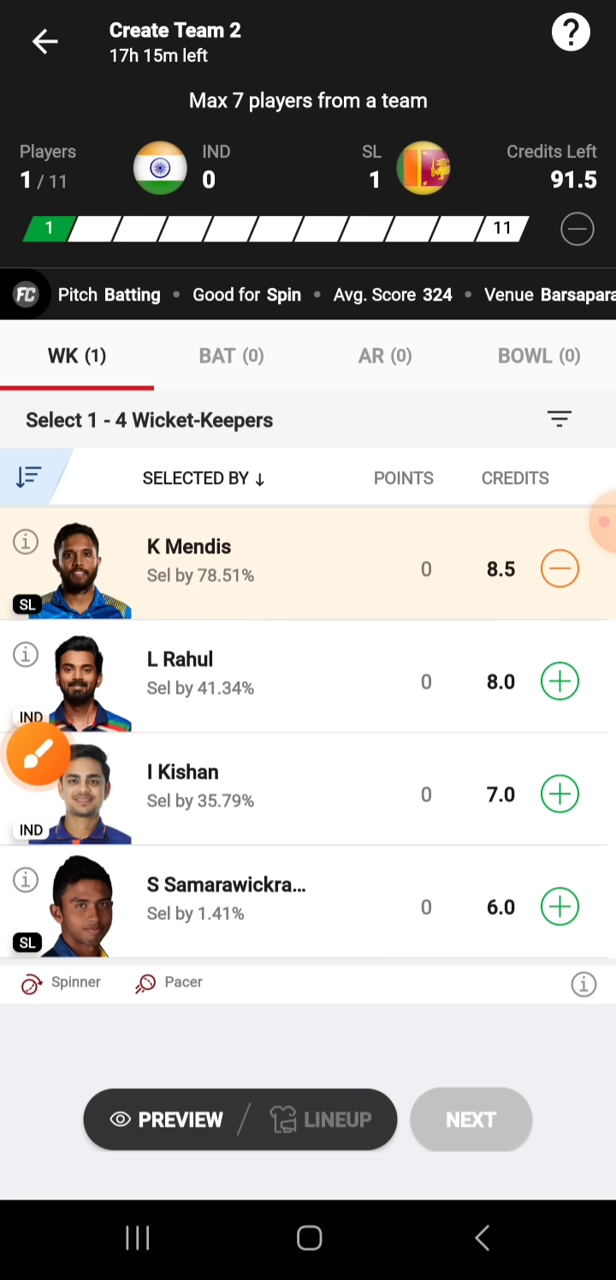 Create Team 2
17h 15m left
?
Max 7 players from a team
Players IND SL Credits Left
1 / 11 0 1 91.5
1 11
FC Pitch Batting • Good for Spin • Avg. Score 324 • Venue Barsapara
WK (1) BAT (0) AR (0) BOWL (0)
Select 1 - 4 Wicket-Keepers
SELECTED BY ↓ POINTS CREDITS
K Mendis
Sel by 78.51% 0 8.5
SL
L Rahul
Sel by 41.34% 0 8.0
IND
I Kishan
Sel by 35.79% 0 7.0
IND
S Samarawickra...
Sel by 1.41% 0 6.0
SL
Spinner Pacer
PREVIEW / LINEUP NEXT